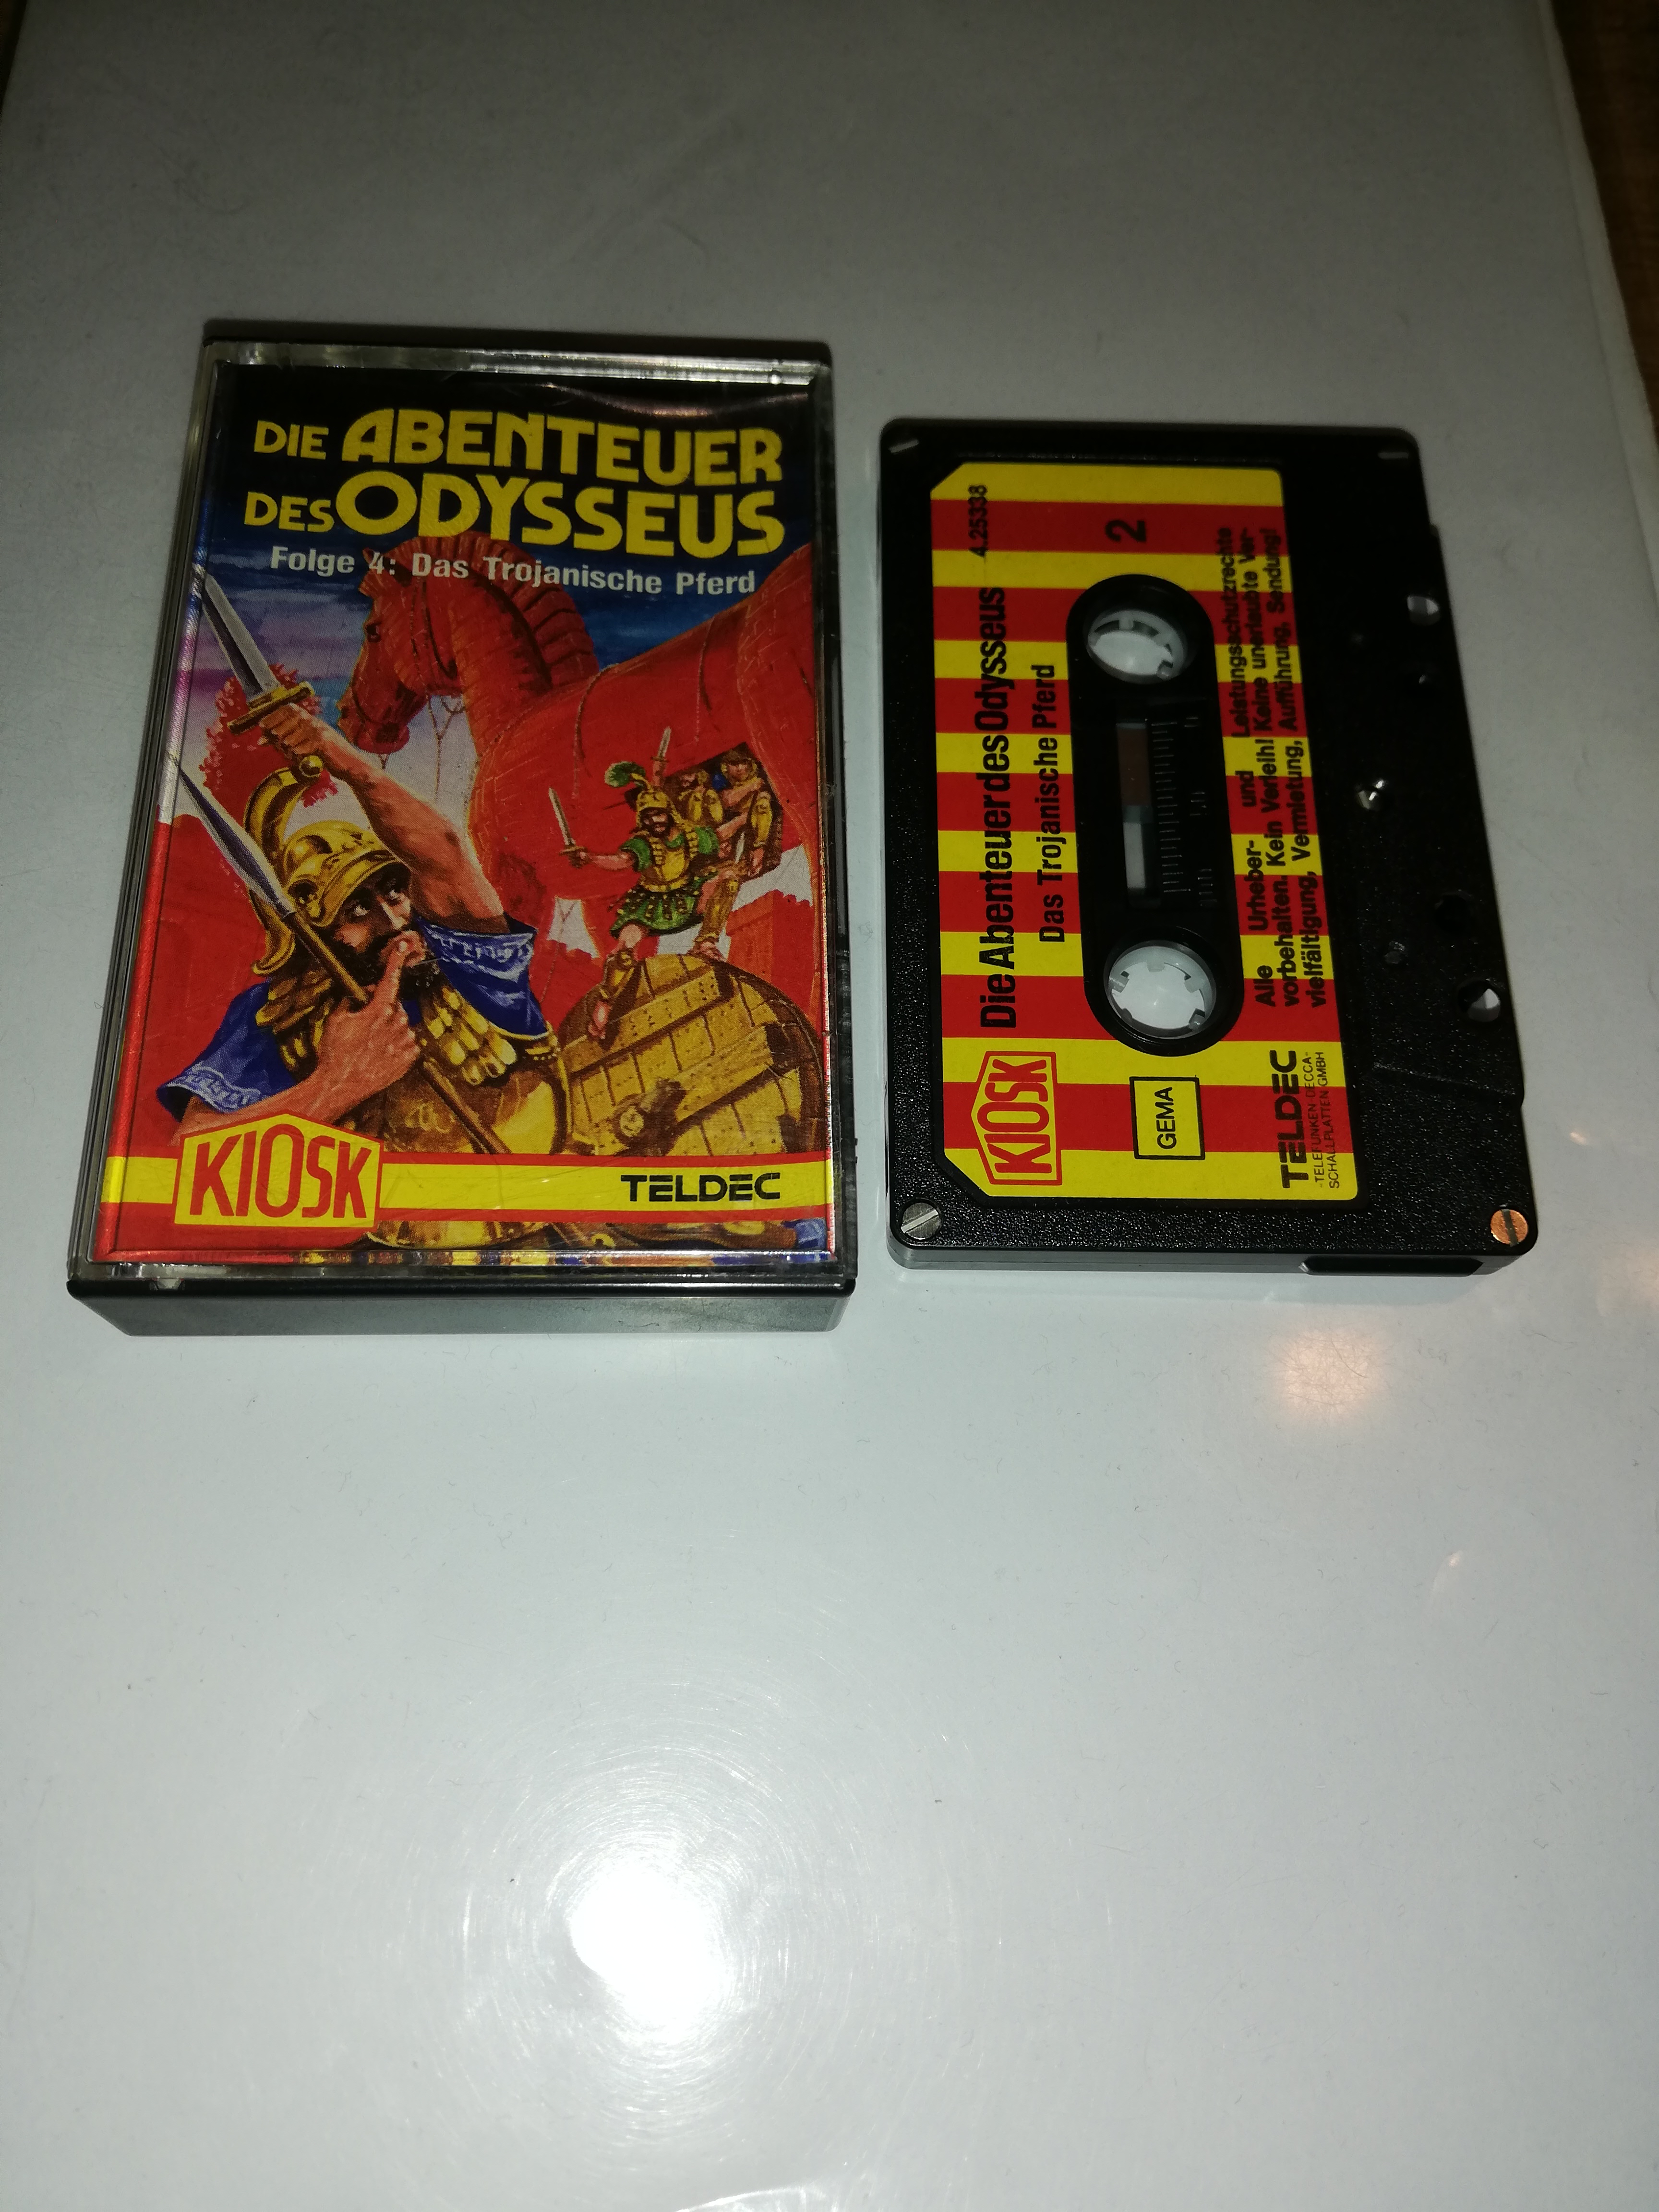 DIE ABENTEUER
DES ODYSSEUS
Folge 4: Das Trojanische Pferd
KIOSK
TELDEC
4.25338
Die Abenteuer des Odysseus
Das Trojanische Pferd
2
KIOSK
GEMA
Alle Urheber- und Leistungsschutzrechte
vorbehalten. Kein Verleih! Keine unerlaubte Ver-
vielfältigung, Vermietung, Aufführung, Sendung!
TELDEC
»TELEFUNKEN-DECCA«
SCHALLPLATTEN GMBH